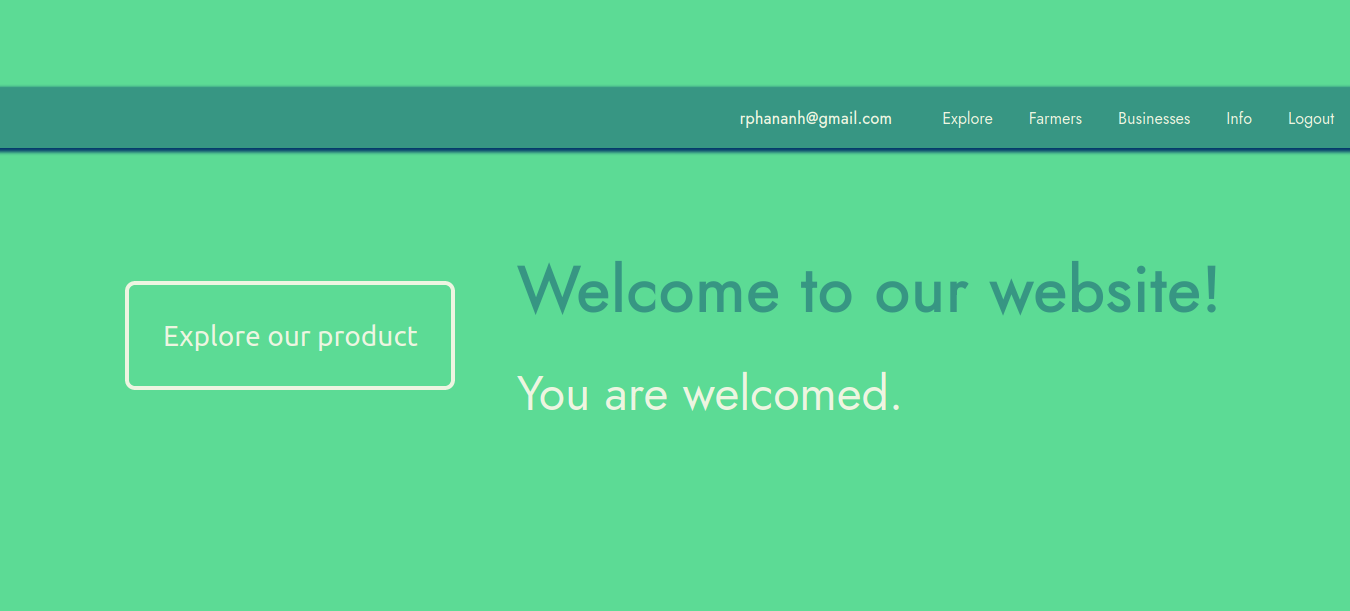 rphananh@gmail.com Explore Farmers Businesses Info Logout
Welcome to our website!
Explore our product
You are welcomed.